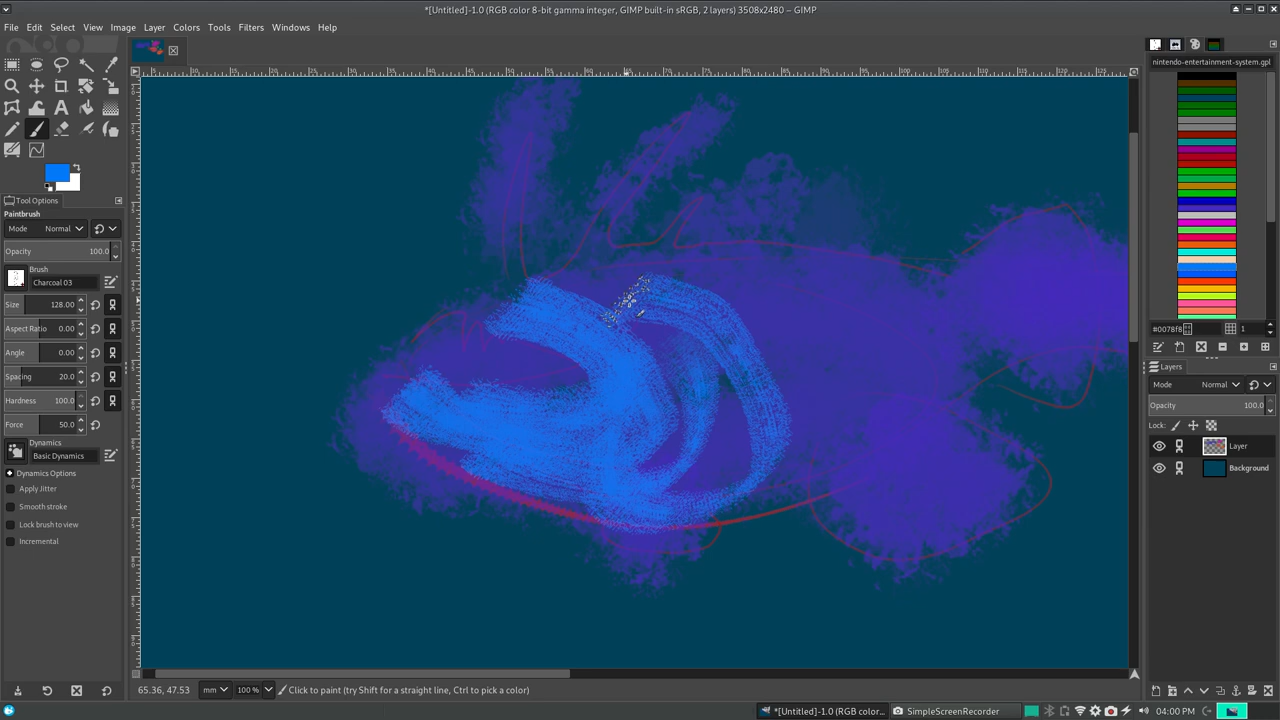 *[Untitled]-1.0 (RGB color 8-bit gamma integer, GIMP built-in sRGB, 2 layers) 3508x2480 – GIMP
File Edit Select View Image Layer Colors Tools Filters Windows Help
nintendo-entertainment-system.gpl
Tool Options
Paintbrush
Mode Normal
Opacity 100.0
Brush
Charcoal 03
Size 128.00
Aspect Ratio 0.00
Angle 0.00
Spacing 20.0
Hardness 100.0
Force 50.0
Dynamics
Basic Dynamics
Dynamics Options
Apply Jitter
Smooth stroke
Lock brush to view
Incremental
#0078f8 1
Layers
Mode Normal
Opacity 100.0
Lock:
Layer
Background
65.36, 47.53 mm 100 % Click to paint (try Shift for a straight line, Ctrl to pick a color)
*[Untitled]-1.0 (RGB color... SimpleScreenRecorder 04:00 PM